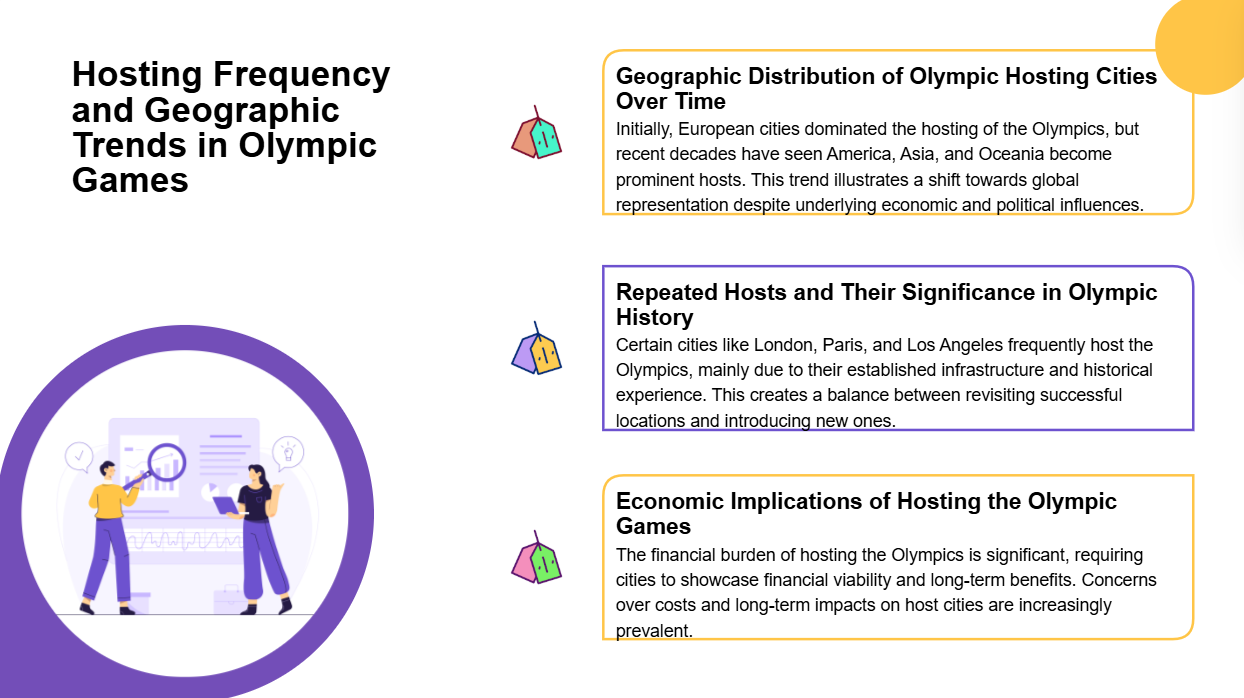 Hosting Frequency
and Geographic
Trends in Olympic
Games
Geographic Distribution of Olympic Hosting Cities
Over Time
Initially, European cities dominated the hosting of the Olympics, but
recent decades have seen America, Asia, and Oceania become
prominent hosts. This trend illustrates a shift towards global
representation despite underlying economic and political influences.
Repeated Hosts and Their Significance in Olympic
History
Certain cities like London, Paris, and Los Angeles frequently host the
Olympics, mainly due to their established infrastructure and historical
experience. This creates a balance between revisiting successful
locations and introducing new ones.
Economic Implications of Hosting the Olympic
Games
The financial burden of hosting the Olympics is significant, requiring
cities to showcase financial viability and long-term benefits. Concerns
over costs and long-term impacts on host cities are increasingly
prevalent.